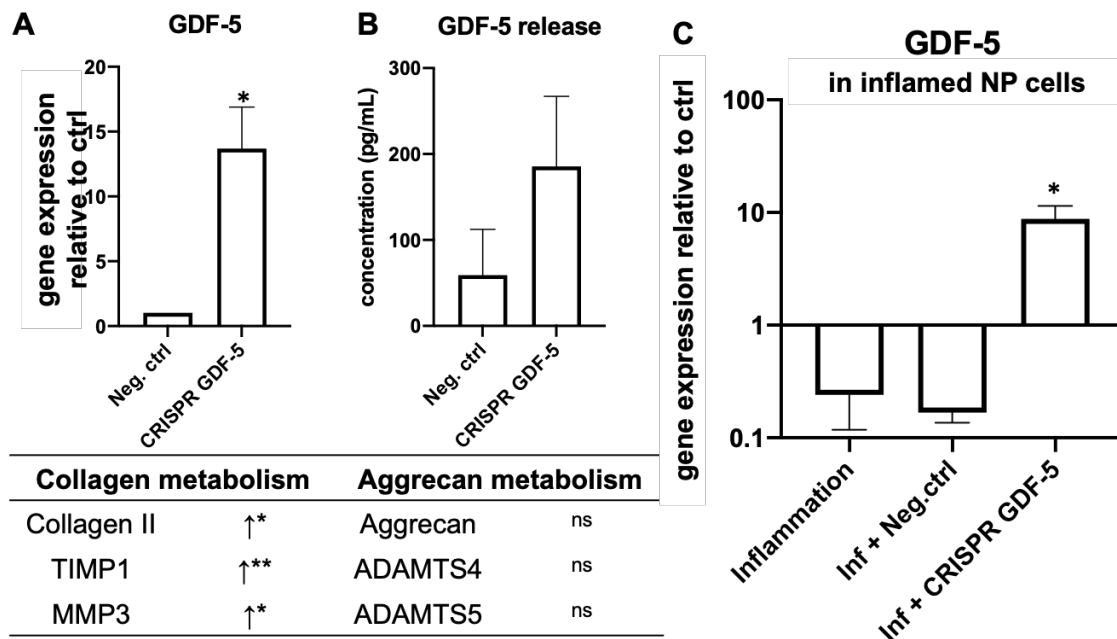 A
GDF-5
gene expression
relative to ctrl
20
15
10
5
0
Neg. ctrl
CRISPR GDF-5
B
GDF-5 release
concentration (pg/mL)
300
200
100
0
Neg. ctrl
CRISPR GDF-5
*
C
GDF-5
in inflamed NP cells
gene expression relative to ctrl
100
10
1
0.1
*
Inflammation
Inf + Neg.ctrl
Inf + CRISPR GDF-5
Collagen metabolism Aggrecan metabolism
Collagen II ↑* Aggrecan ns
TIMP1 ↑** ADAMTS4 ns
MMP3 ↑* ADAMTS5 ns